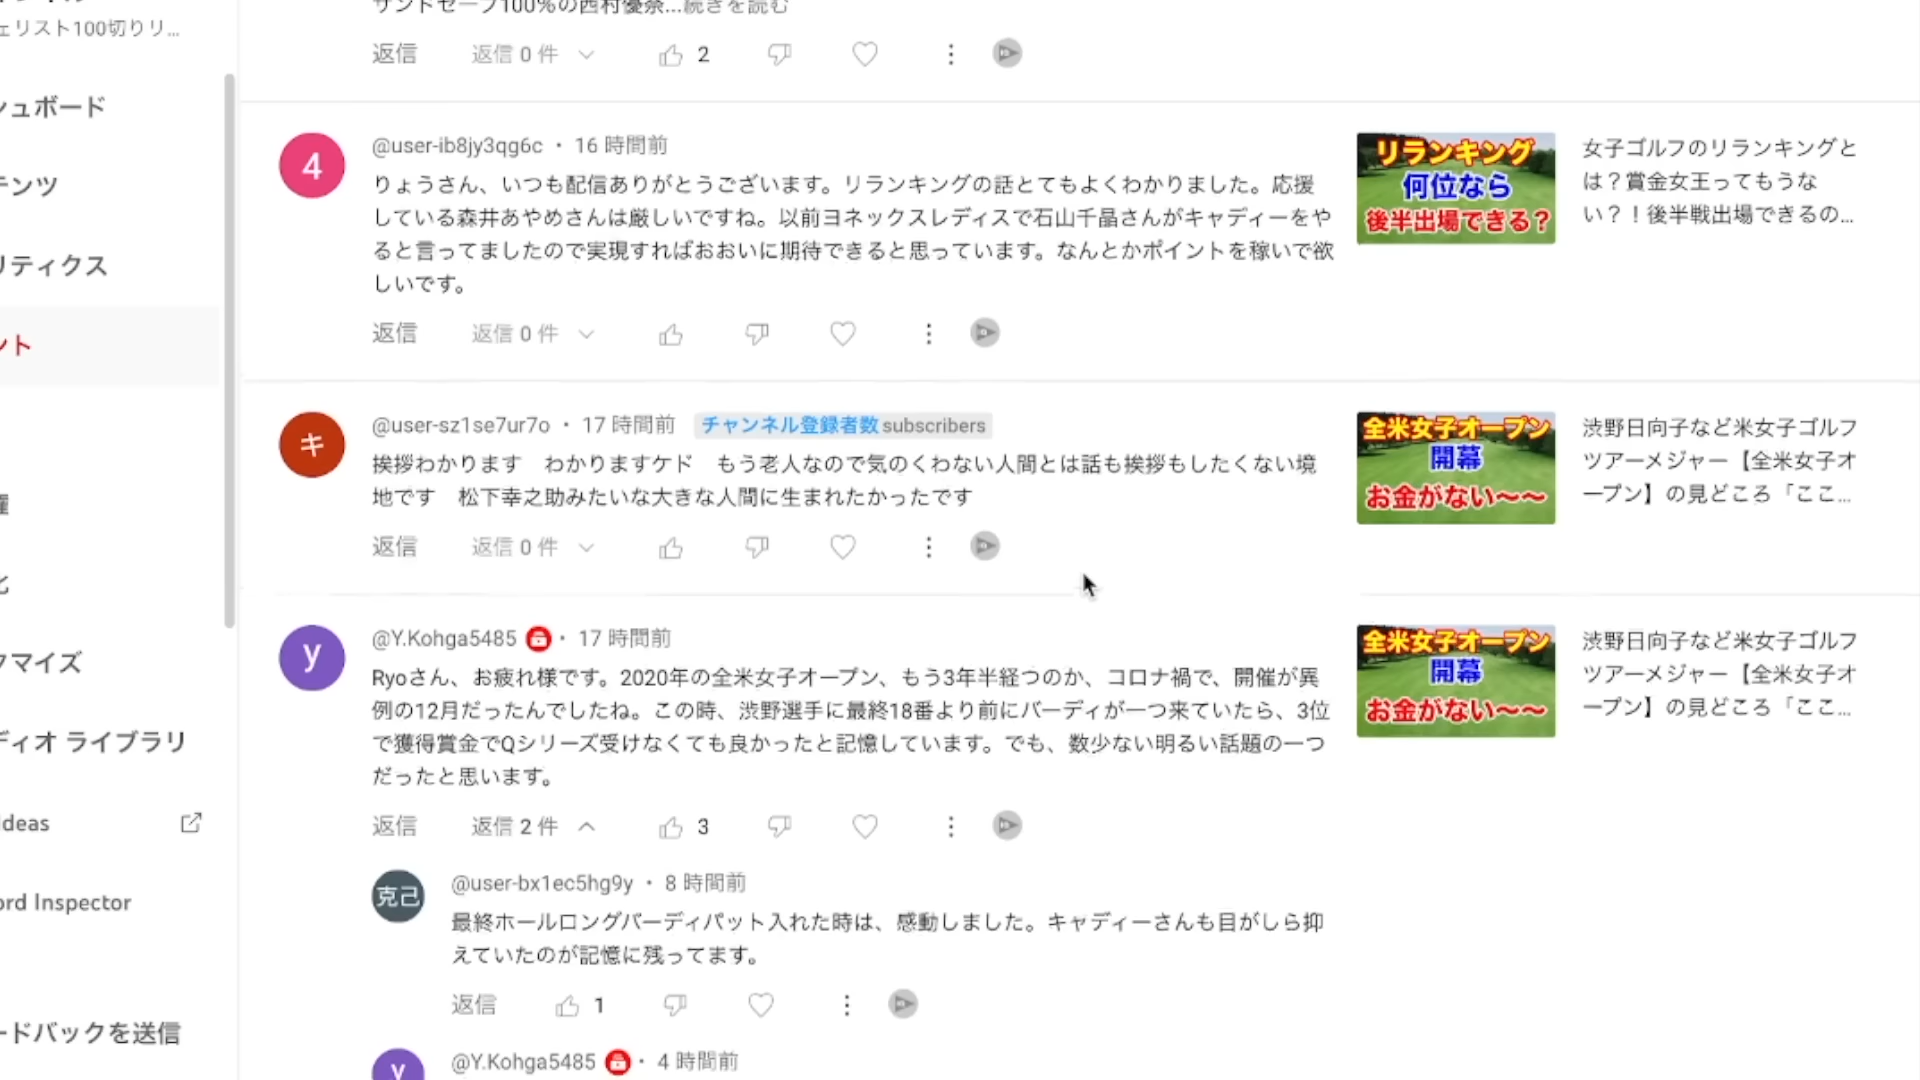 ェリスト100切りリ...
シュボード
テンツ
リティクス
ント
クマイズ
ディオ ライブラリ
Ideas
ord Inspector
ードバックを送信
サンドセーブ100%の西村優菜...続きを読む
返信 返信 0 件 2
4
@user-ib8jy3qg6c ・ 16 時間前
りょうさん、いつも配信ありがとうございます。リランキングの話とてもよくわかりました。応援
している森井あやめさんは厳しいですね。以前ヨネックスレディスで石山千晶さんがキャディーをや
ると言ってましたので実現すればおおいに期待できると思っています。なんとかポイントを稼いで欲
しいです。
返信 返信 0 件
リランキング
何位なら
後半出場できる？
女子ゴルフのリランキングと
は？賞金女王ってもうな
い？！後半戦出場できるの...
キ
@user-sz1se7ur7o ・ 17 時間前 チャンネル登録者数 subscribers
挨拶わかります　わかりますケド　もう老人なので気のくわない人間とは話も挨拶もしたくない境
地です　松下幸之助みたいな大きな人間に生まれたかったです
返信 返信 0 件
全米女子オープン
開幕
お金がない〜〜
渋野日向子など米女子ゴルフ
ツアーメジャー【全米女子オ
ープン】の見どころ「ここ...
y
@Y.Kohga5485 ・ 17 時間前
Ryoさん、お疲れ様です。2020年の全米女子オープン、もう3年半経つのか、コロナ禍で、開催が異
例の12月だったんでしたね。この時、渋野選手に最終18番より前にバーディが一つ来ていたら、3位
で獲得賞金でQシリーズ受けなくても良かったと記憶しています。でも、数少ない明るい話題の一つ
だったと思います。
返信 返信 2 件 3
全米女子オープン
開幕
お金がない〜〜
渋野日向子など米女子ゴルフ
ツアーメジャー【全米女子オ
ープン】の見どころ「ここ...
克己
@user-bx1ec5hg9y ・ 8 時間前
最終ホールロングバーディパット入れた時は、感動しました。キャディーさんも目がしら抑
えていたのが記憶に残ってます。
返信 1
y
@Y.Kohga5485 ・ 4 時間前